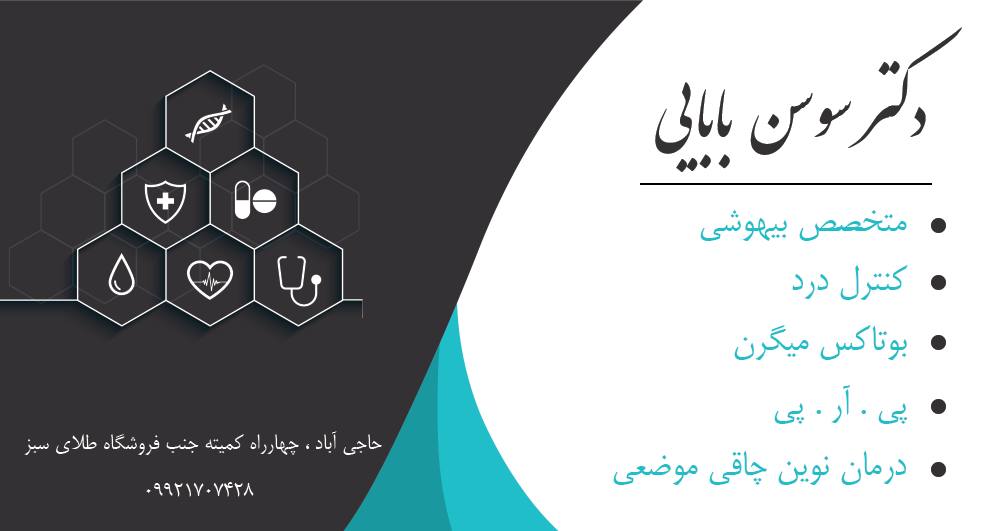 دکتر سوسن بابایی
متخصص بیهوشی
کنترل درد
بوتاکس میگرن
پی . آر . پی
درمان نوین چاقی موضعی
حاجی آباد ، چهارراه کمیته جنب فروشگاه طلای سبز
۰۹۹۲۱۷۰۷۴۲۸